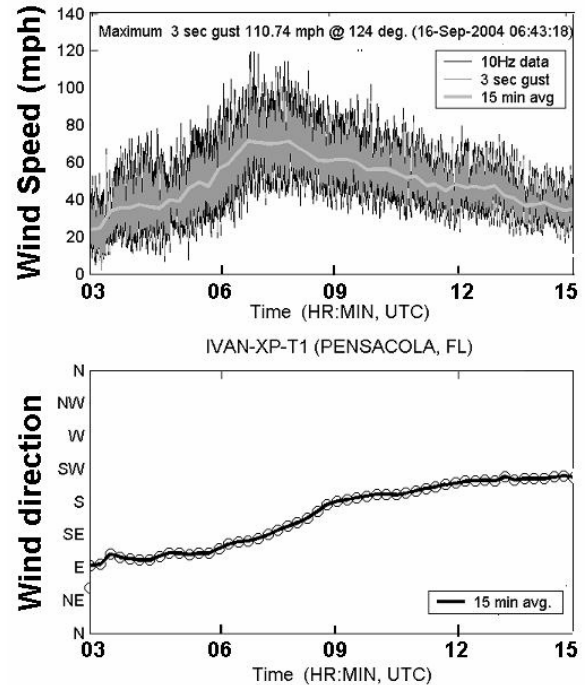 Wind Speed (mph)
140
120
100
80
60
40
20
0
Maximum 3 sec gust 110.74 mph @ 124 deg. (16-Sep-2004 06:43:18)
10Hz data
3 sec gust
15 min avg
03
06
09
12
15
Time (HR:MIN, UTC)
IVAN-XP-T1 (PENSACOLA, FL)
Wind direction
N
NW
W
SW
S
SE
E
NE
N
15 min avg.
03
06
09
12
15
Time (HR:MIN, UTC)